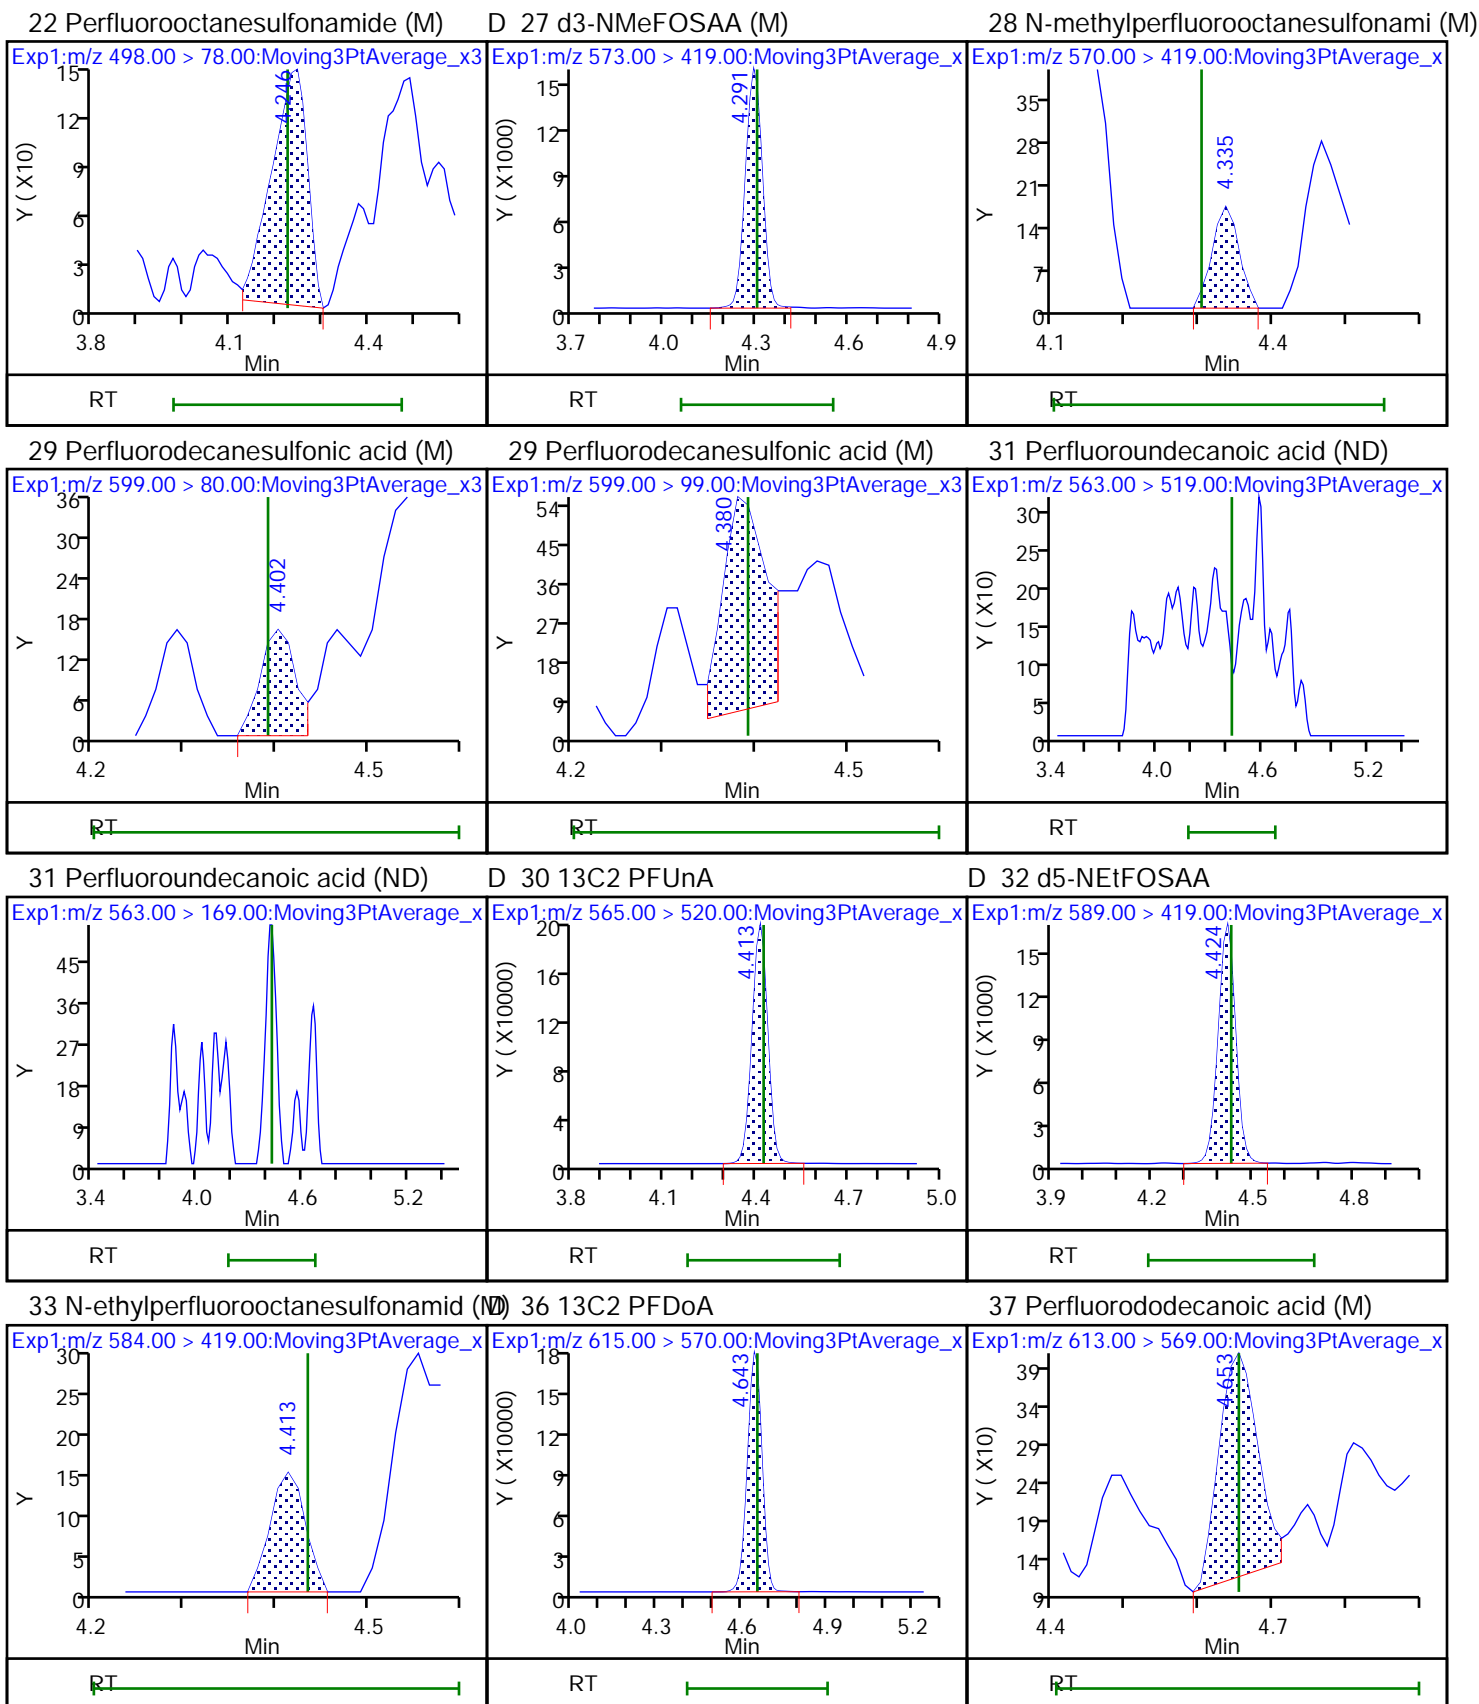 22 Perfluorooctanesulfonamide (M)
Exp1:m/z 498.00 > 78.00:Moving3PtAverage_x3
Y ( X10)
15
12
9
6
3
0
4.246
3.8 4.1 4.4
Min
RT
D 27 d3-NMeFOSAA (M)
Exp1:m/z 573.00 > 419.00:Moving3PtAverage_x
Y ( X1000)
15
12
9
6
3
0
4.291
3.7 4.0 4.3 4.6 4.9
Min
RT
28 N-methylperfluorooctanesulfonami (M)
Exp1:m/z 570.00 > 419.00:Moving3PtAverage_x
Y
35
28
21
14
7
0
4.335
4.1 4.4
Min
RT
29 Perfluorodecanesulfonic acid (M)
Exp1:m/z 599.00 > 80.00:Moving3PtAverage_x3
Y
36
30
24
18
12
6
0
4.402
4.2 4.5
Min
RT
29 Perfluorodecanesulfonic acid (M)
Exp1:m/z 599.00 > 99.00:Moving3PtAverage_x3
Y
54
45
36
27
18
9
0
4.380
4.2 4.5
Min
RT
31 Perfluoroundecanoic acid (ND)
Exp1:m/z 563.00 > 519.00:Moving3PtAverage_x
Y ( X10)
30
25
20
15
10
5
0
3.4 4.0 4.6 5.2
Min
RT
31 Perfluoroundecanoic acid (ND)
Exp1:m/z 563.00 > 169.00:Moving3PtAverage_x
Y
45
36
27
18
9
0
3.4 4.0 4.6 5.2
Min
RT
D 30 13C2 PFUnA
Exp1:m/z 565.00 > 520.00:Moving3PtAverage_x
Y ( X10000)
20
16
12
8
4
0
4.413
3.8 4.1 4.4 4.7 5.0
Min
RT
D 32 d5-NEtFOSAA
Exp1:m/z 589.00 > 419.00:Moving3PtAverage_x
Y ( X1000)
15
12
9
6
3
0
4.424
3.9 4.2 4.5 4.8
Min
RT
33 N-ethylperfluorooctanesulfonamid (M)
Exp1:m/z 584.00 > 419.00:Moving3PtAverage_x
Y
30
25
20
15
10
5
0
4.413
4.2 4.5
Min
RT
D 36 13C2 PFDoA
Exp1:m/z 615.00 > 570.00:Moving3PtAverage_x
Y ( X10000)
18
15
12
9
6
3
0
4.643
4.0 4.3 4.6 4.9 5.2
Min
RT
37 Perfluorododecanoic acid (M)
Exp1:m/z 613.00 > 569.00:Moving3PtAverage_x
Y ( X10)
39
34
29
24
19
14
9
4.653
4.4 4.7
Min
RT